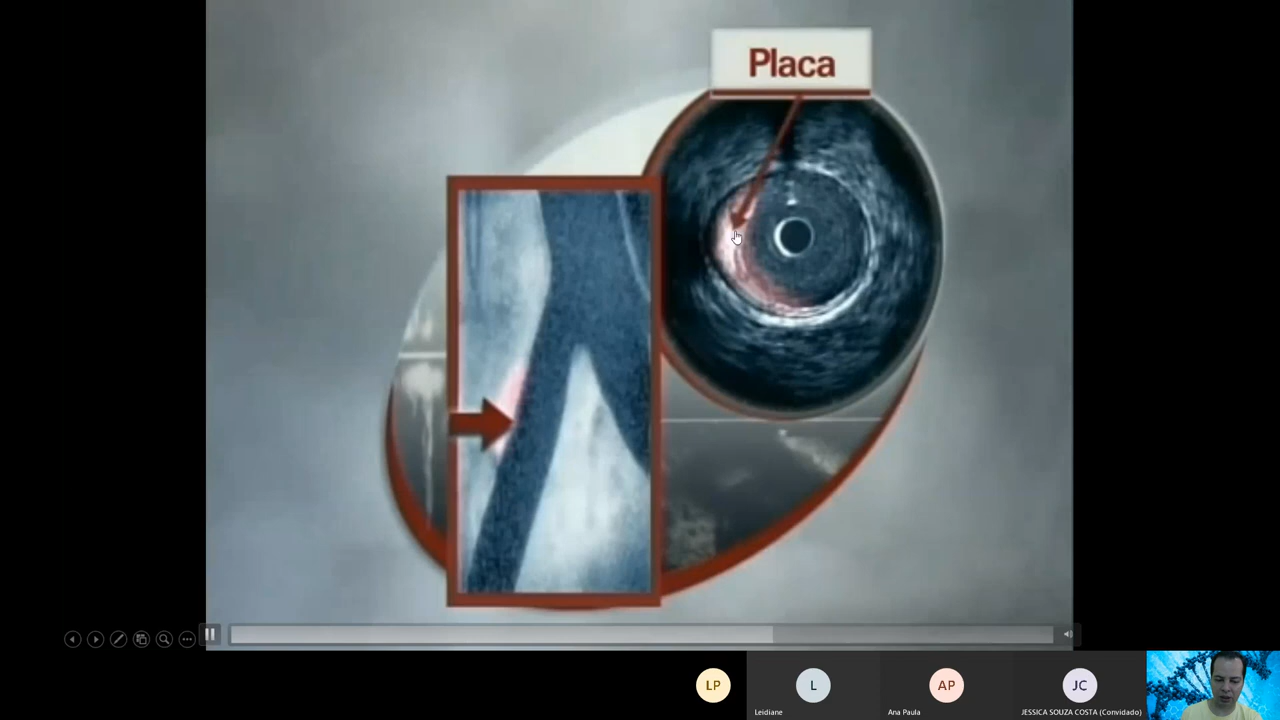 Placa
LP
L
AP
JC
Leidiane
Ana Paula
JESSICA SOUZA COSTA (Convidado)